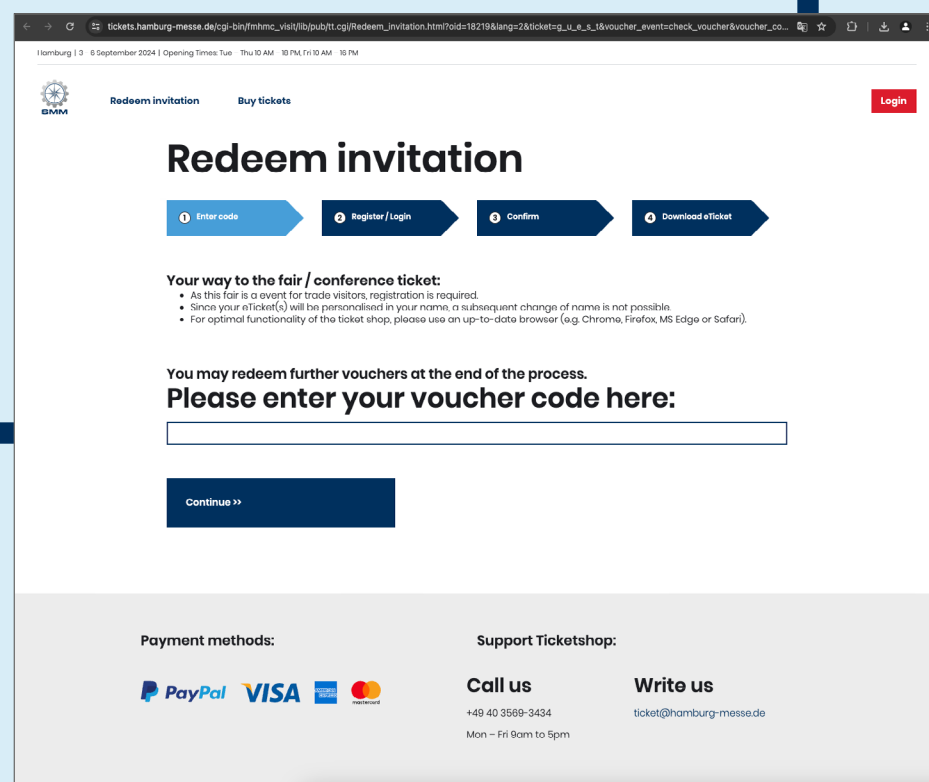 tickets.hamburg-messe.de/cgi-bin/fmhmc_visit/lib/pub/tt.cgi/Redeem_invitation.html?oid=18219&lang=2&ticket=g_u_e_s_t&voucher_event=check_voucher&voucher_co...
Hamburg | 3 6 September 2024 | Opening Times: Tue Thu 10 AM 18 PM, Fri 10 AM 16 PM
SMM
Redeem invitation
Buy tickets
Login
Redeem invitation
1 Enter code
2 Register / Login
3 Confirm
4 Download eTicket
Your way to the fair / conference ticket:
• As this fair is a event for trade visitors, registration is required.
• Since your eTicket(s) will be personalised in your name, a subsequent change of name is not possible.
• For optimal functionality of the ticket shop, please use an up-to-date browser (e.g. Chrome, Firefox, MS Edge or Safari).
You may redeem further vouchers at the end of the process.
Please enter your voucher code here:
Continue >>
Payment methods:
PayPal VISA mastercard
Support Ticketshop:
Call us
+49 40 3569-3434
Mon – Fri 9am to 5pm
Write us
ticket@hamburg-messe.de